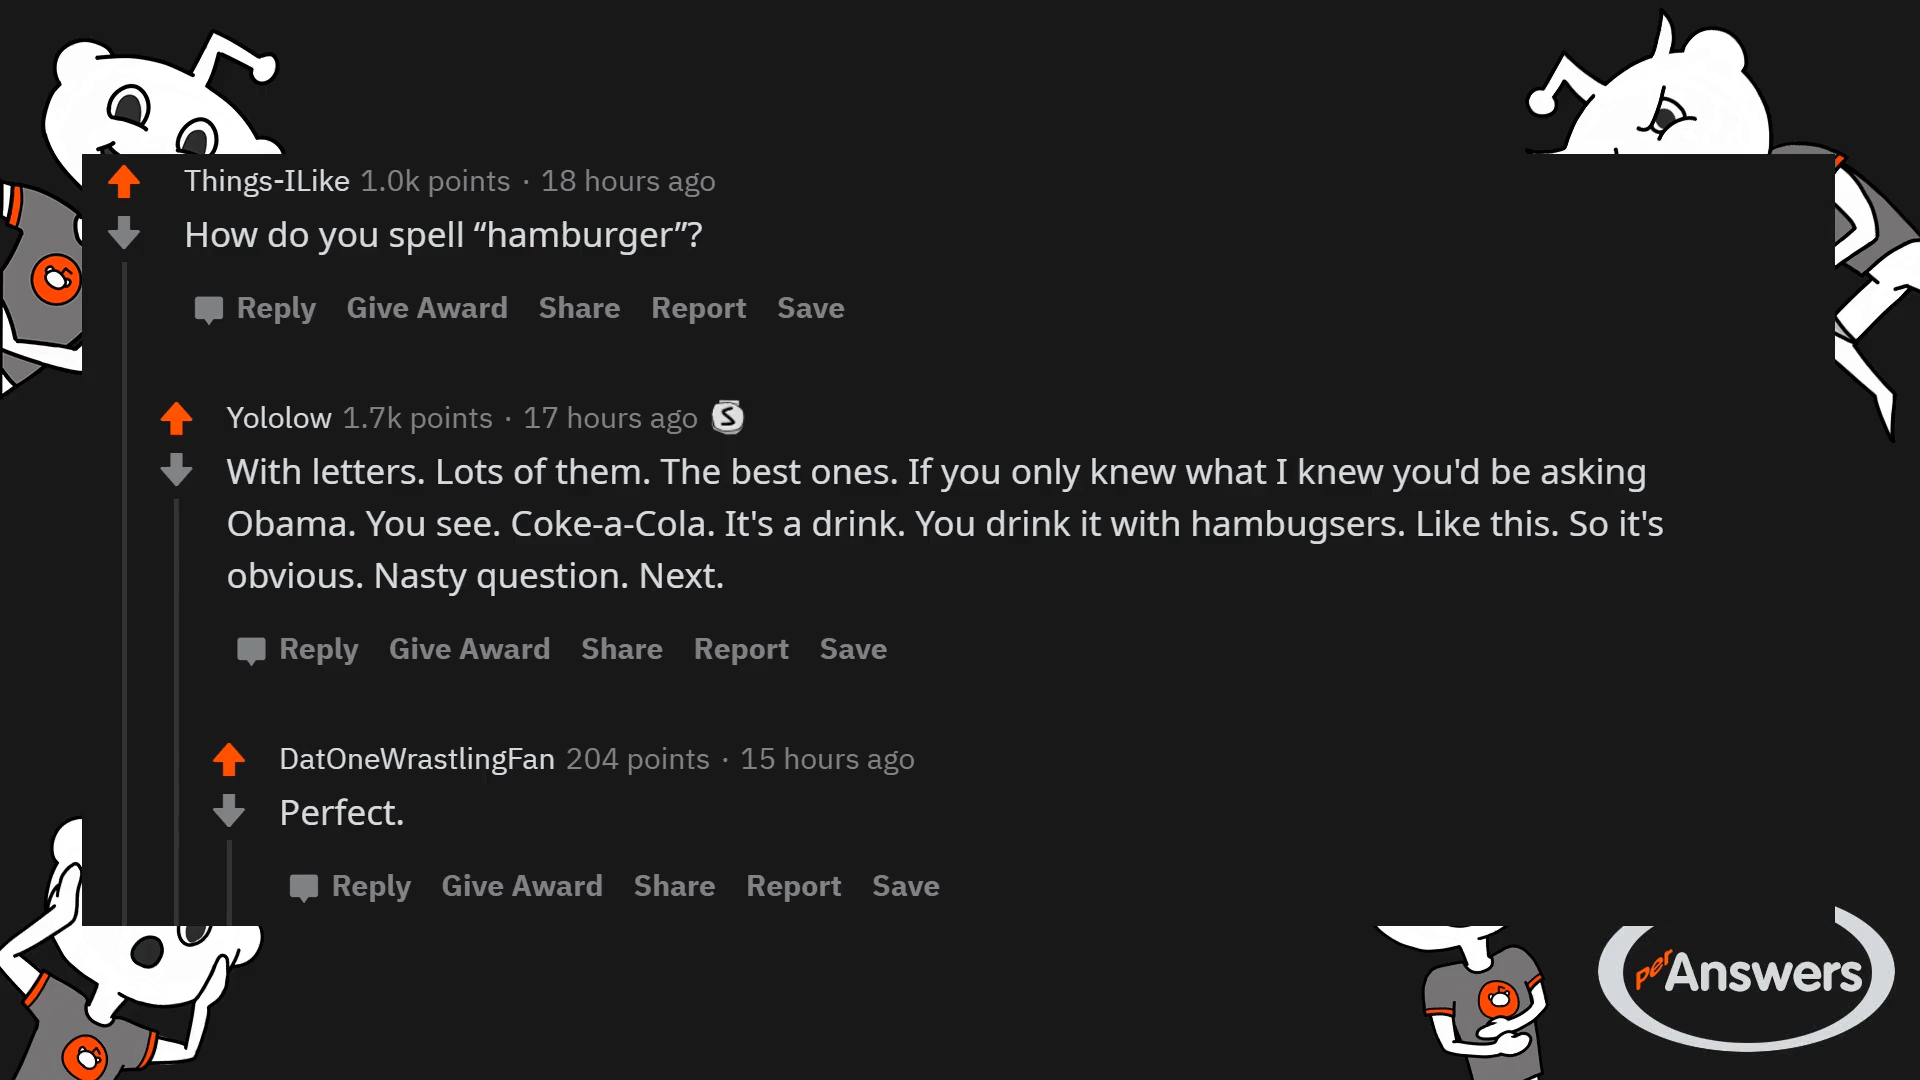 Things-ILike 1.0k points · 18 hours ago
How do you spell “hamburger”?
Reply Give Award Share Report Save
Yololow 1.7k points · 17 hours ago S
With letters. Lots of them. The best ones. If you only knew what I knew you'd be asking
Obama. You see. Coke-a-Cola. It's a drink. You drink it with hambugsers. Like this. So it's
obvious. Nasty question. Next.
Reply Give Award Share Report Save
DatOneWrastlingFan 204 points · 15 hours ago
Perfect.
Reply Give Award Share Report Save
perAnswers